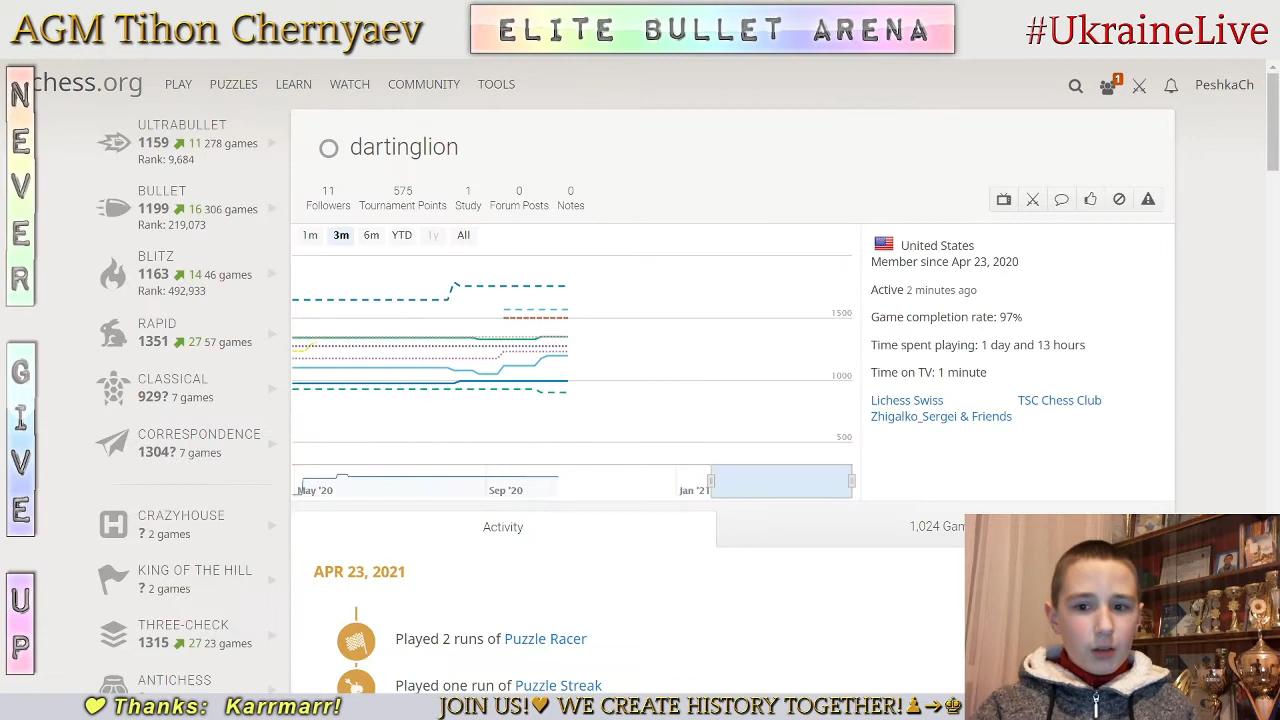 AGM Tihon Chernyaev
ELITE BULLET ARENA
#UkraineLive
NEVER
GIVE
UP
chess.org
PLAY
PUZZLES
LEARN
WATCH
COMMUNITY
TOOLS
1
PeshkaCh
ULTRABULLET
1159 11 278 games
Rank: 9,684
BULLET
1199 16 306 games
Rank: 219,073
BLITZ
1163 14 46 games
Rank: 492,933
RAPID
1351 27 57 games
CLASSICAL
929? 7 games
CORRESPONDENCE
1304? 7 games
CRAZYHOUSE
? 2 games
KING OF THE HILL
? 2 games
THREE-CHECK
1315 27 23 games
ANTICHESS
dartinglion
11 Followers
575 Tournament Points
1 Study
0 Forum Posts
0 Notes
1m 3m 6m YTD 1y All
1500
1000
500
May '20
Sep '20
Jan '21
United States
Member since Apr 23, 2020
Active 2 minutes ago
Game completion rate: 97%
Time spent playing: 1 day and 13 hours
Time on TV: 1 minute
Lichess Swiss
TSC Chess Club
Zhigalko_Sergei & Friends
Activity
1,024 Gam
APR 23, 2021
Played 2 runs of Puzzle Racer
Played one run of Puzzle Streak
Thanks: Karrmarr!
JOIN US!♥ WE CREATE HISTORY TOGETHER!♟→♔